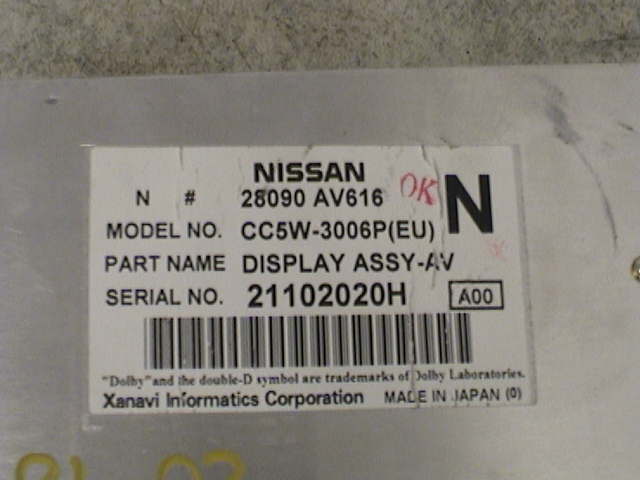 NISSAN
N # 28090 AV616 OK N
MODEL NO. CC5W-3006P(EU)
PART NAME DISPLAY ASSY-AV
SERIAL NO. 21102020H A00
"Dolby"and the double-D symbol are trademarks of Dolby Laboratories.
Xanavi Informatics Corporation MADE IN JAPAN (0)